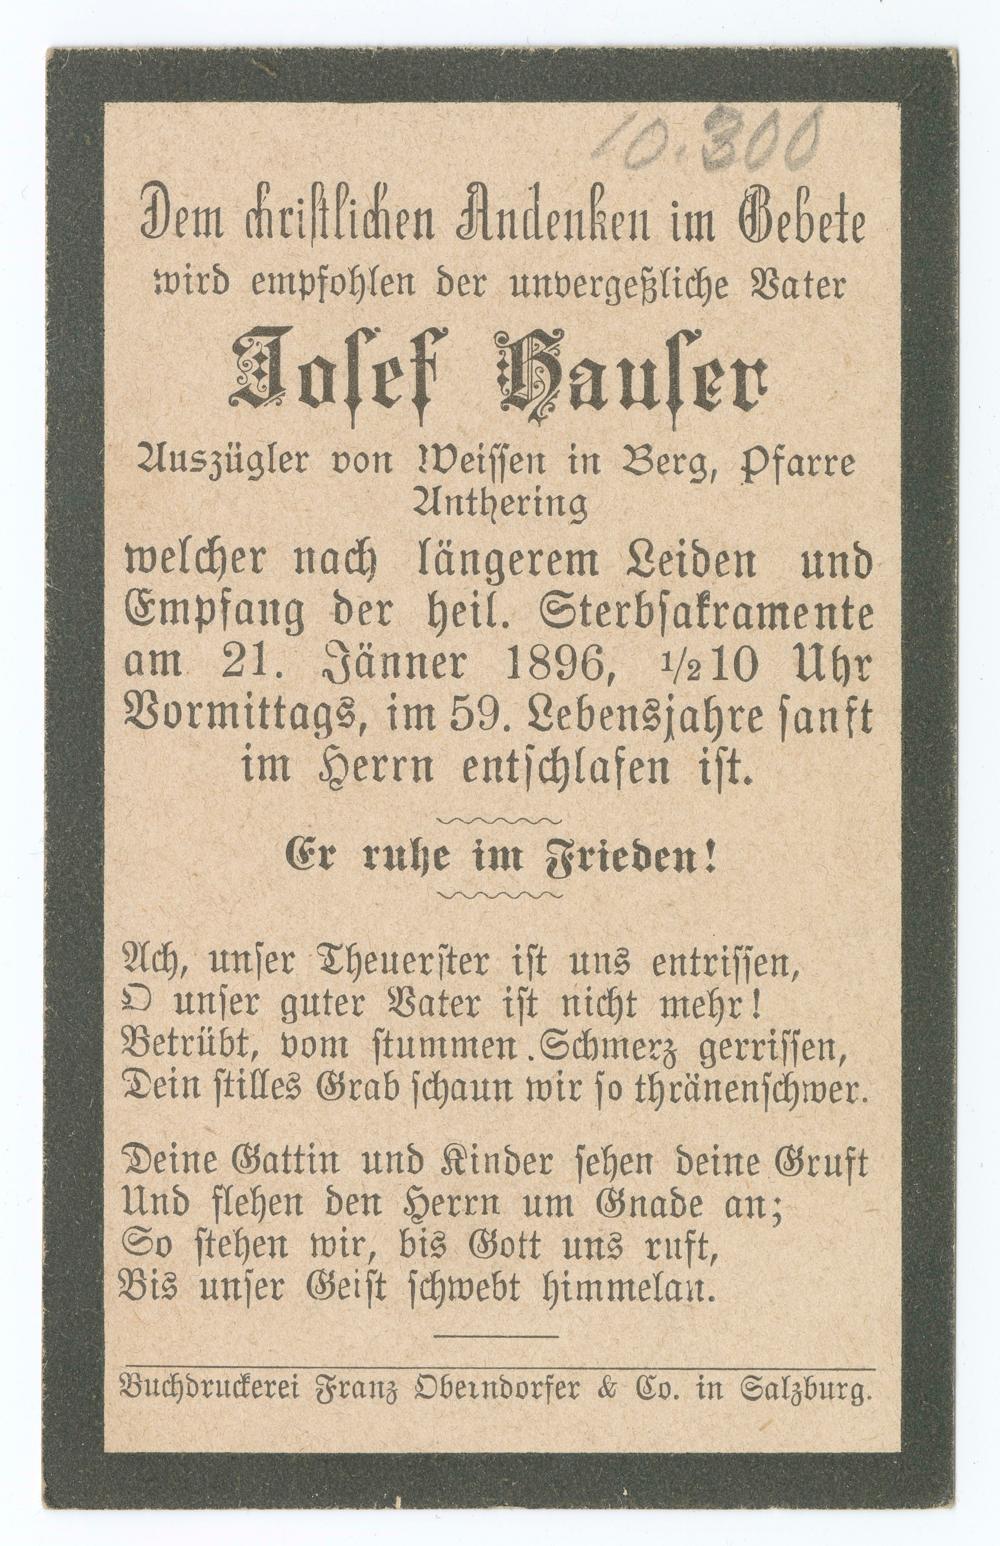 10.300
Dem christlichen Andenken im Gebete
wird empfohlen der unvergeßliche Vater
Josef Hauser
Auszügler von Weissen in Berg, Pfarre
Anthering
welcher nach längerem Leiden und
Empfang der heil. Sterbsakramente
am 21. Jänner 1896, 1/2 10 Uhr
Vormittags, im 59. Lebensjahre sanft
im Herrn entschlafen ist.
Er ruhe im Frieden!
Ach, unser Theuerster ist uns entrissen,
O unser guter Vater ist nicht mehr!
Betrübt, vom stummen Schmerz gerrissen,
Dein stilles Grab schaun wir so thränenschwer.
Deine Gattin und Kinder sehen deine Gruft
Und flehen den Herrn um Gnade an;
So stehen wir, bis Gott uns ruft,
Bis unser Geist schwebt himmelan.
Buchdruckerei Franz Oberndorfer & Co. in Salzburg.